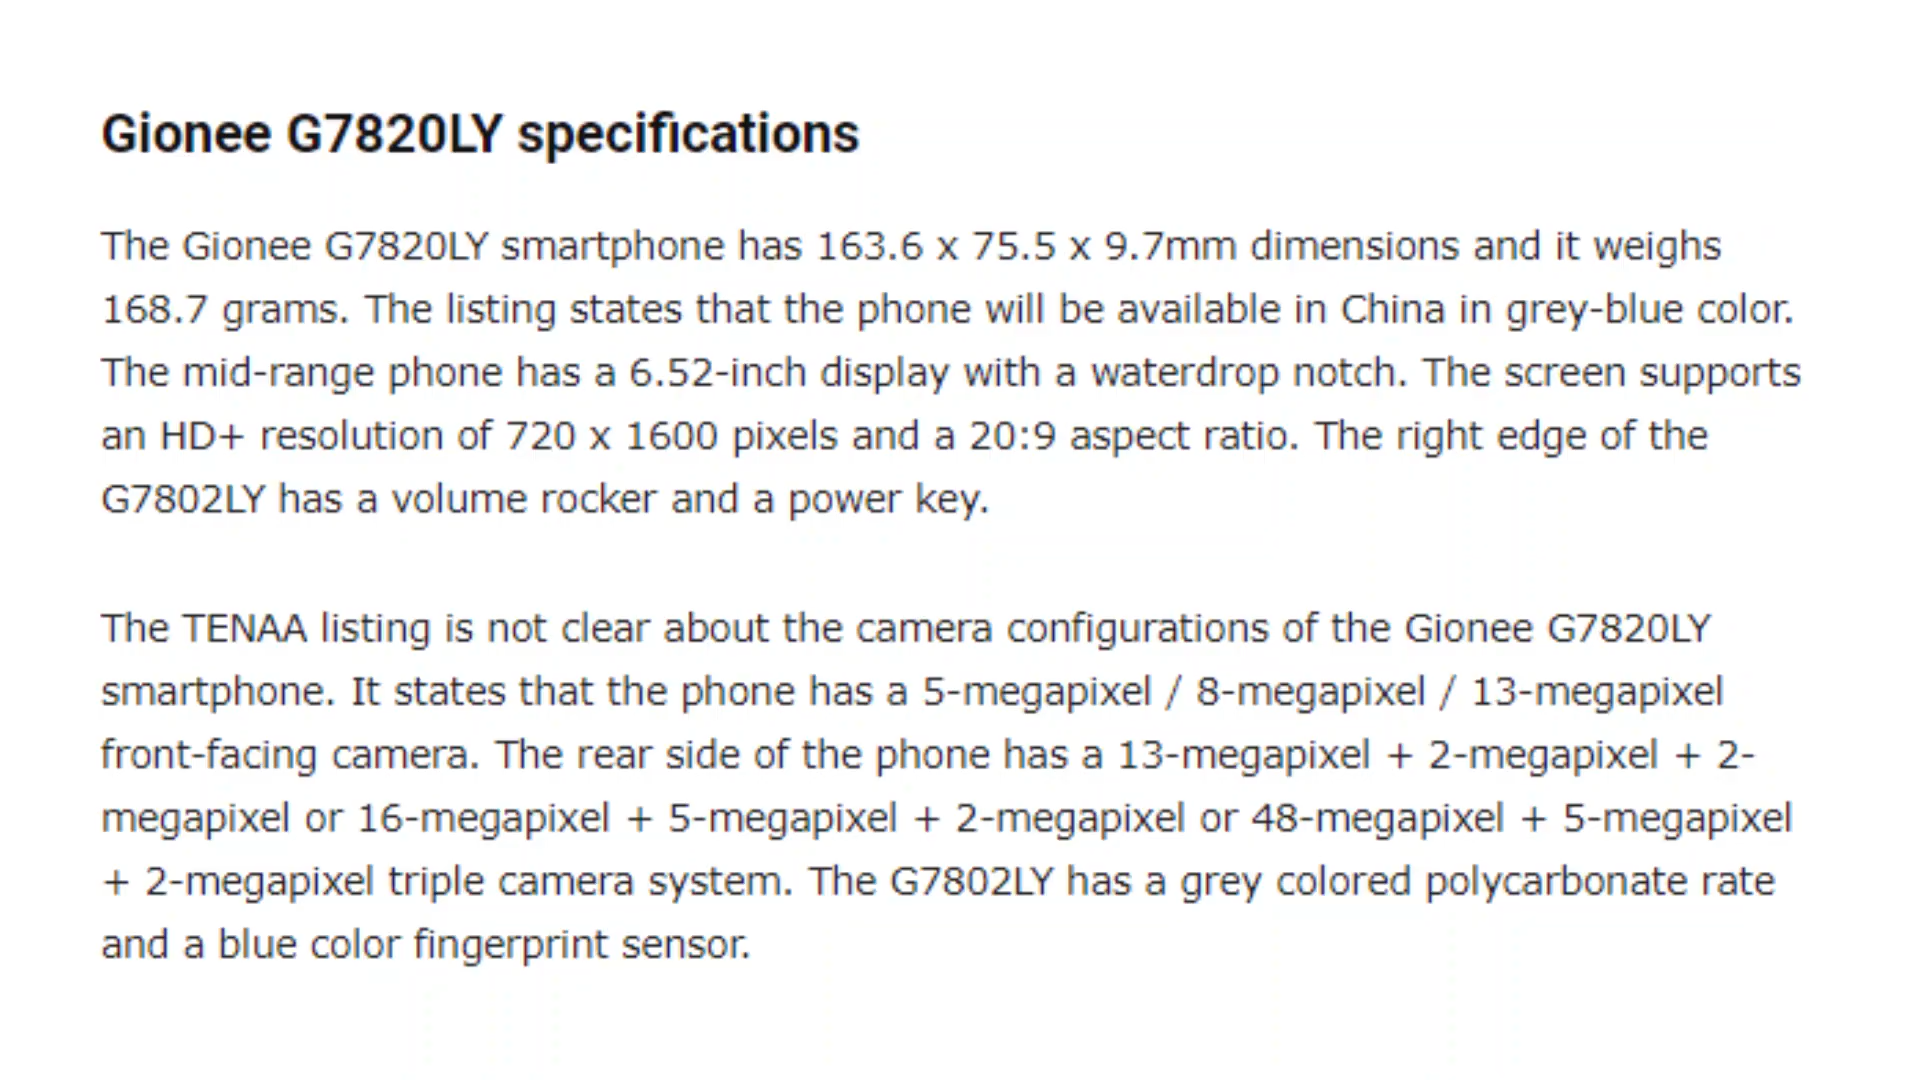 Gionee G7820LY specifications
The Gionee G7820LY smartphone has 163.6 x 75.5 x 9.7mm dimensions and it weighs
168.7 grams. The listing states that the phone will be available in China in grey-blue color.
The mid-range phone has a 6.52-inch display with a waterdrop notch. The screen supports
an HD+ resolution of 720 x 1600 pixels and a 20:9 aspect ratio. The right edge of the
G7802LY has a volume rocker and a power key.
The TENAA listing is not clear about the camera configurations of the Gionee G7820LY
smartphone. It states that the phone has a 5-megapixel / 8-megapixel / 13-megapixel
front-facing camera. The rear side of the phone has a 13-megapixel + 2-megapixel + 2-
megapixel or 16-megapixel + 5-megapixel + 2-megapixel or 48-megapixel + 5-megapixel
+ 2-megapixel triple camera system. The G7802LY has a grey colored polycarbonate rate
and a blue color fingerprint sensor.